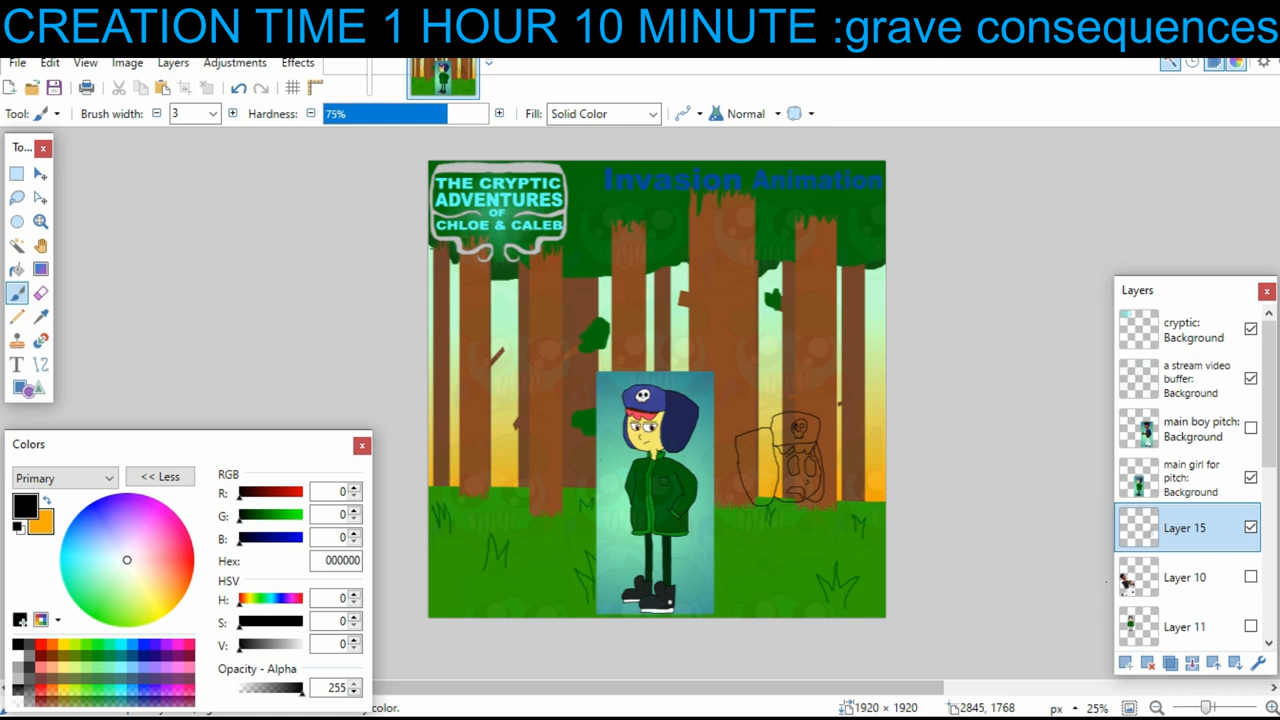 CREATION TIME 1 HOUR 10 MINUTE :grave consequences
File Edit View Image Layers Adjustments Effects
Tool: Brush width: 3 Hardness: 75% Fill: Solid Color Normal
To...
THE CRYPTIC
ADVENTURES
OF
CHLOE & CALEB
Invasion Animation
Colors
Primary << Less RGB
R: 0
G: 0
B: 0
Hex: 000000
HSV
H: 0
S: 0
V: 0
Opacity - Alpha
255
Layers
cryptic:
Background
a stream video
buffer:
Background
main boy pitch:
Background
main girl for
pitch:
Background
Layer 15
Layer 10
Layer 11
color. 1920 × 1920 2845, 1768 px 25%